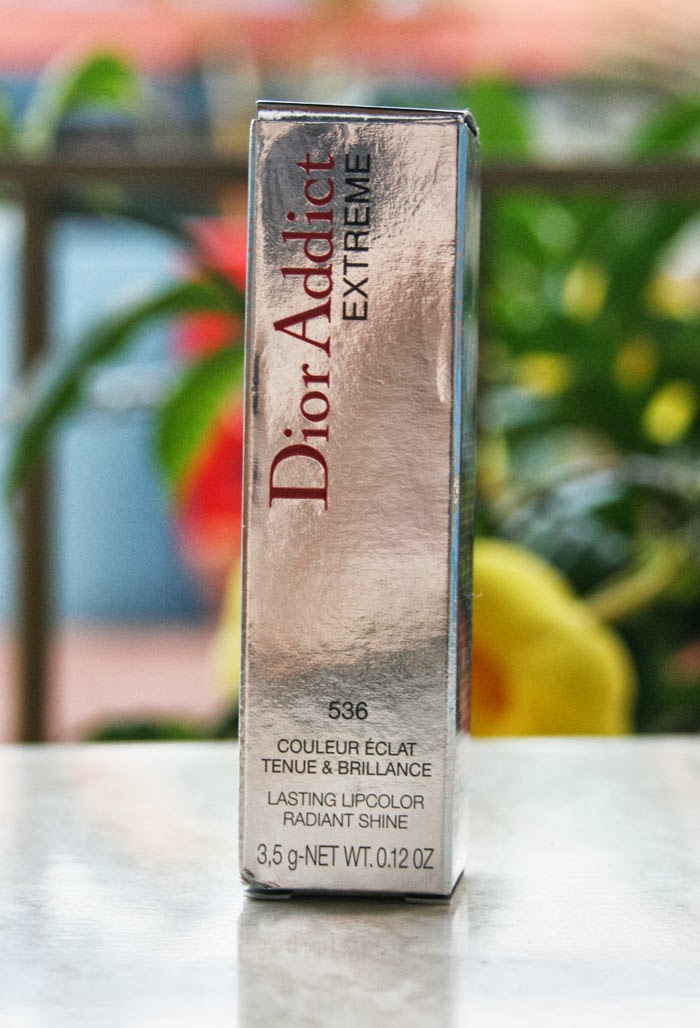 Dior Addict
EXTREME
536
COULEUR ÉCLAT
TENUE & BRILLANCE
LASTING LIPCOLOR
RADIANT SHINE
3,5 g-NET WT. 0.12 OZ